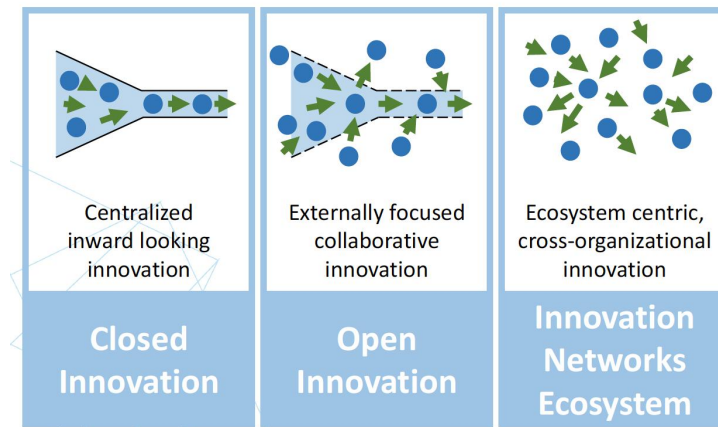 Centralized
inward looking
innovation
Closed
Innovation
Externally focused
collaborative
innovation
Open
Innovation
Ecosystem centric,
cross-organizational
innovation
Innovation
Networks
Ecosystem